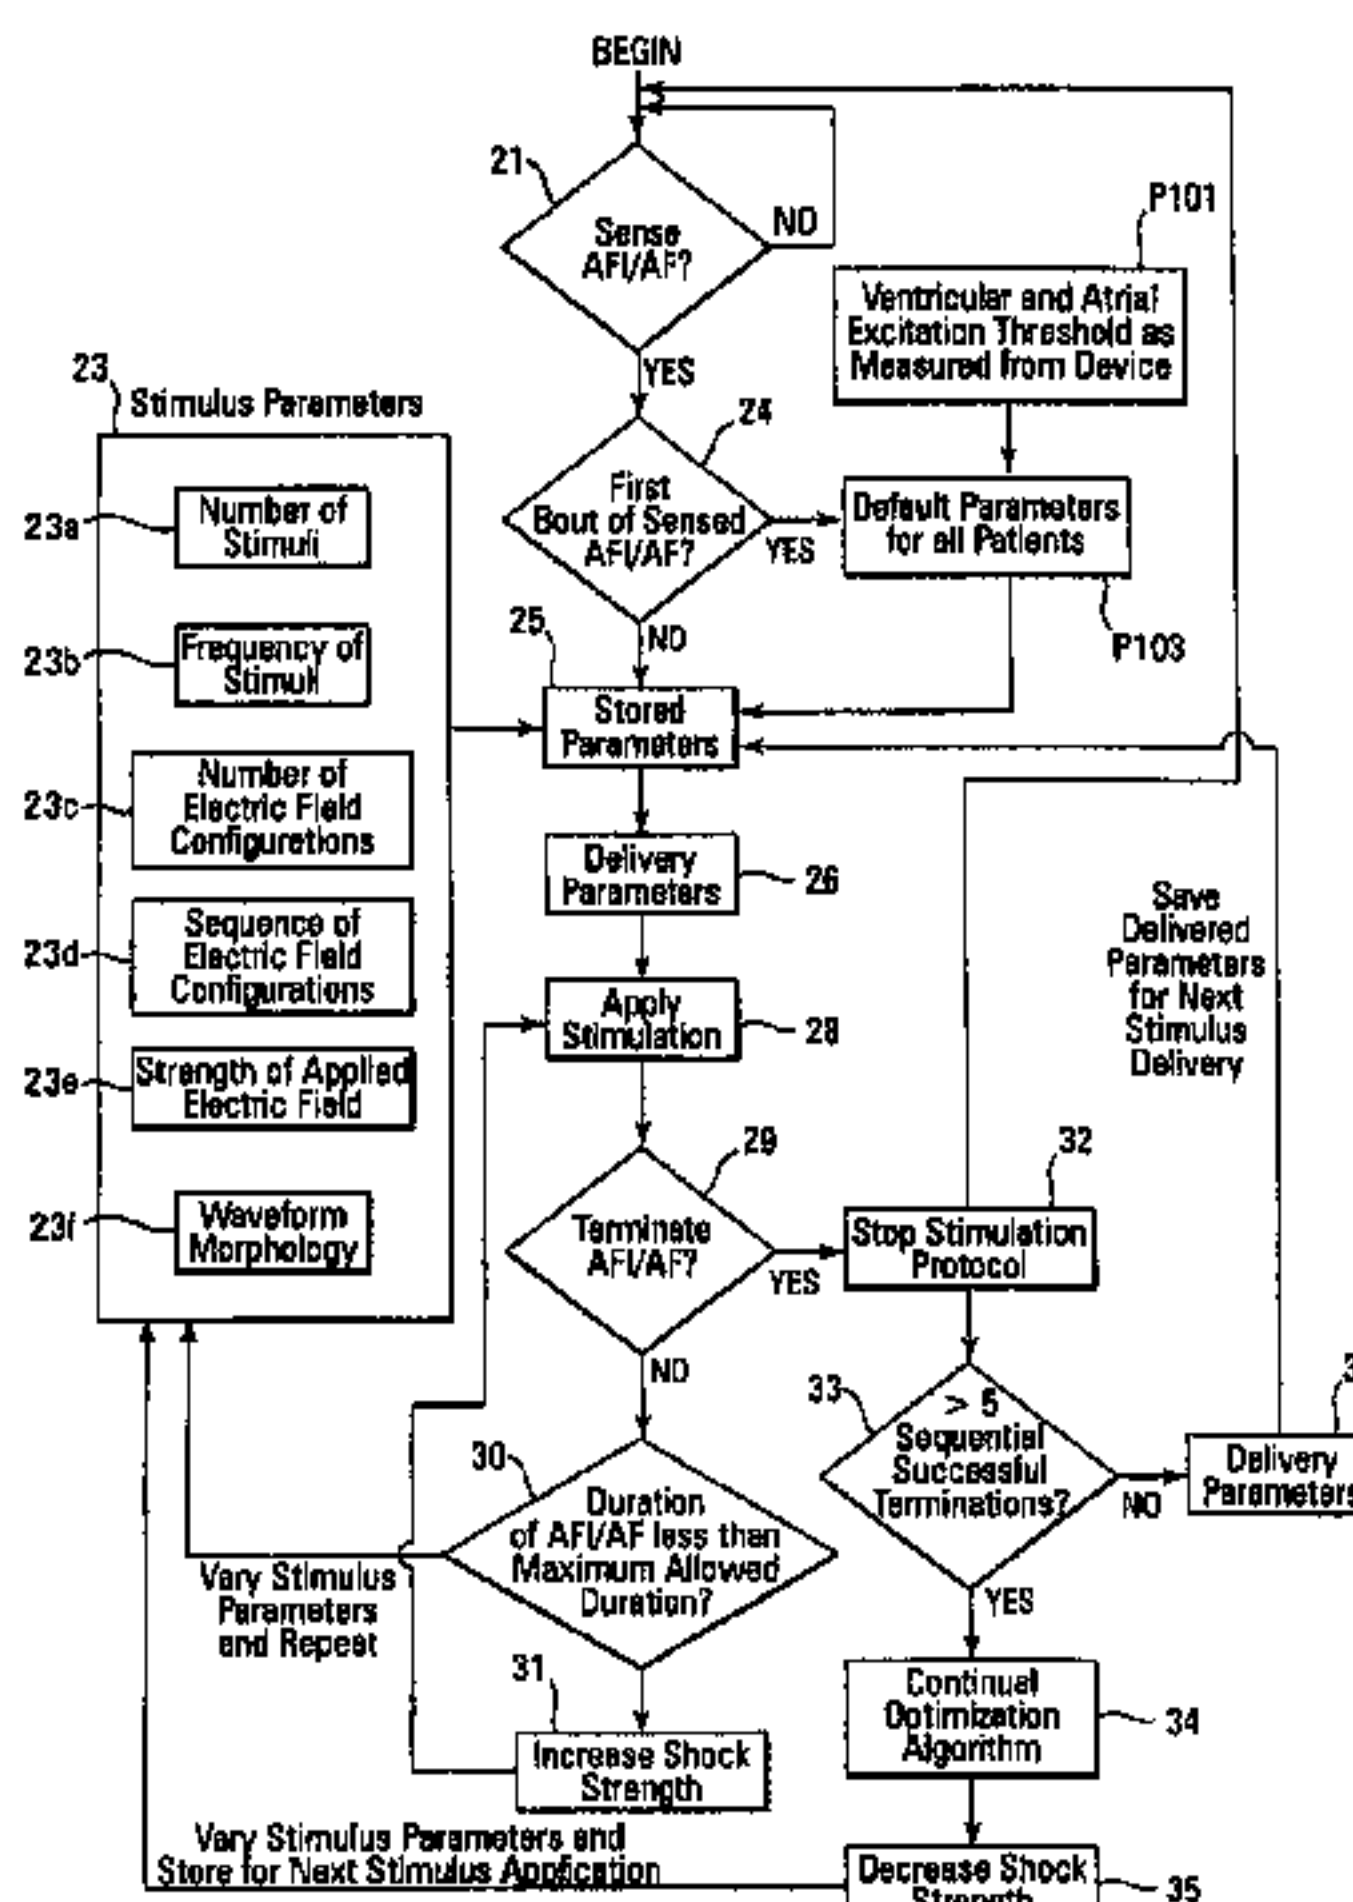 BEGIN
21
Sense
AFl/AF?
NO
P101
Ventricular and Atrial
Excitation Threshold as
Measured from Device
YES
23
Stimulus Parameters
24
First
Bout of Sensed
AFl/AF?
YES
Default Parameters
for all Patients
P103
NO
23a
Number of
Stimuli
23b
Frequency of
Stimuli
23c
Number of
Electric Field
Configurations
23d
Sequence of
Electric Field
Configurations
23e
Strength of Applied
Electric Field
23f
Waveform
Morphology
25
Stored
Parameters
Delivery
Parameters
26
Apply
Stimulation
28
Save
Delivered
Parameters
for Next
Stimulus
Delivery
29
Terminate
AFl/AF?
YES
32
Stop Stimulation
Protocol
NO
33
> 5
Sequential
Successful
Terminations?
NO
Delivery
Parameters
YES
30
Duration
of AFl/AF less than
Maximum Allowed
Duration?
Vary Stimulus
Parameters
and Repeat
31
Increase Shock
Strength
Continual
Optimization
Algorithm
34
Vary Stimulus Parameters and
Store for Next Stimulus Application
Decrease Shock
Strength
35